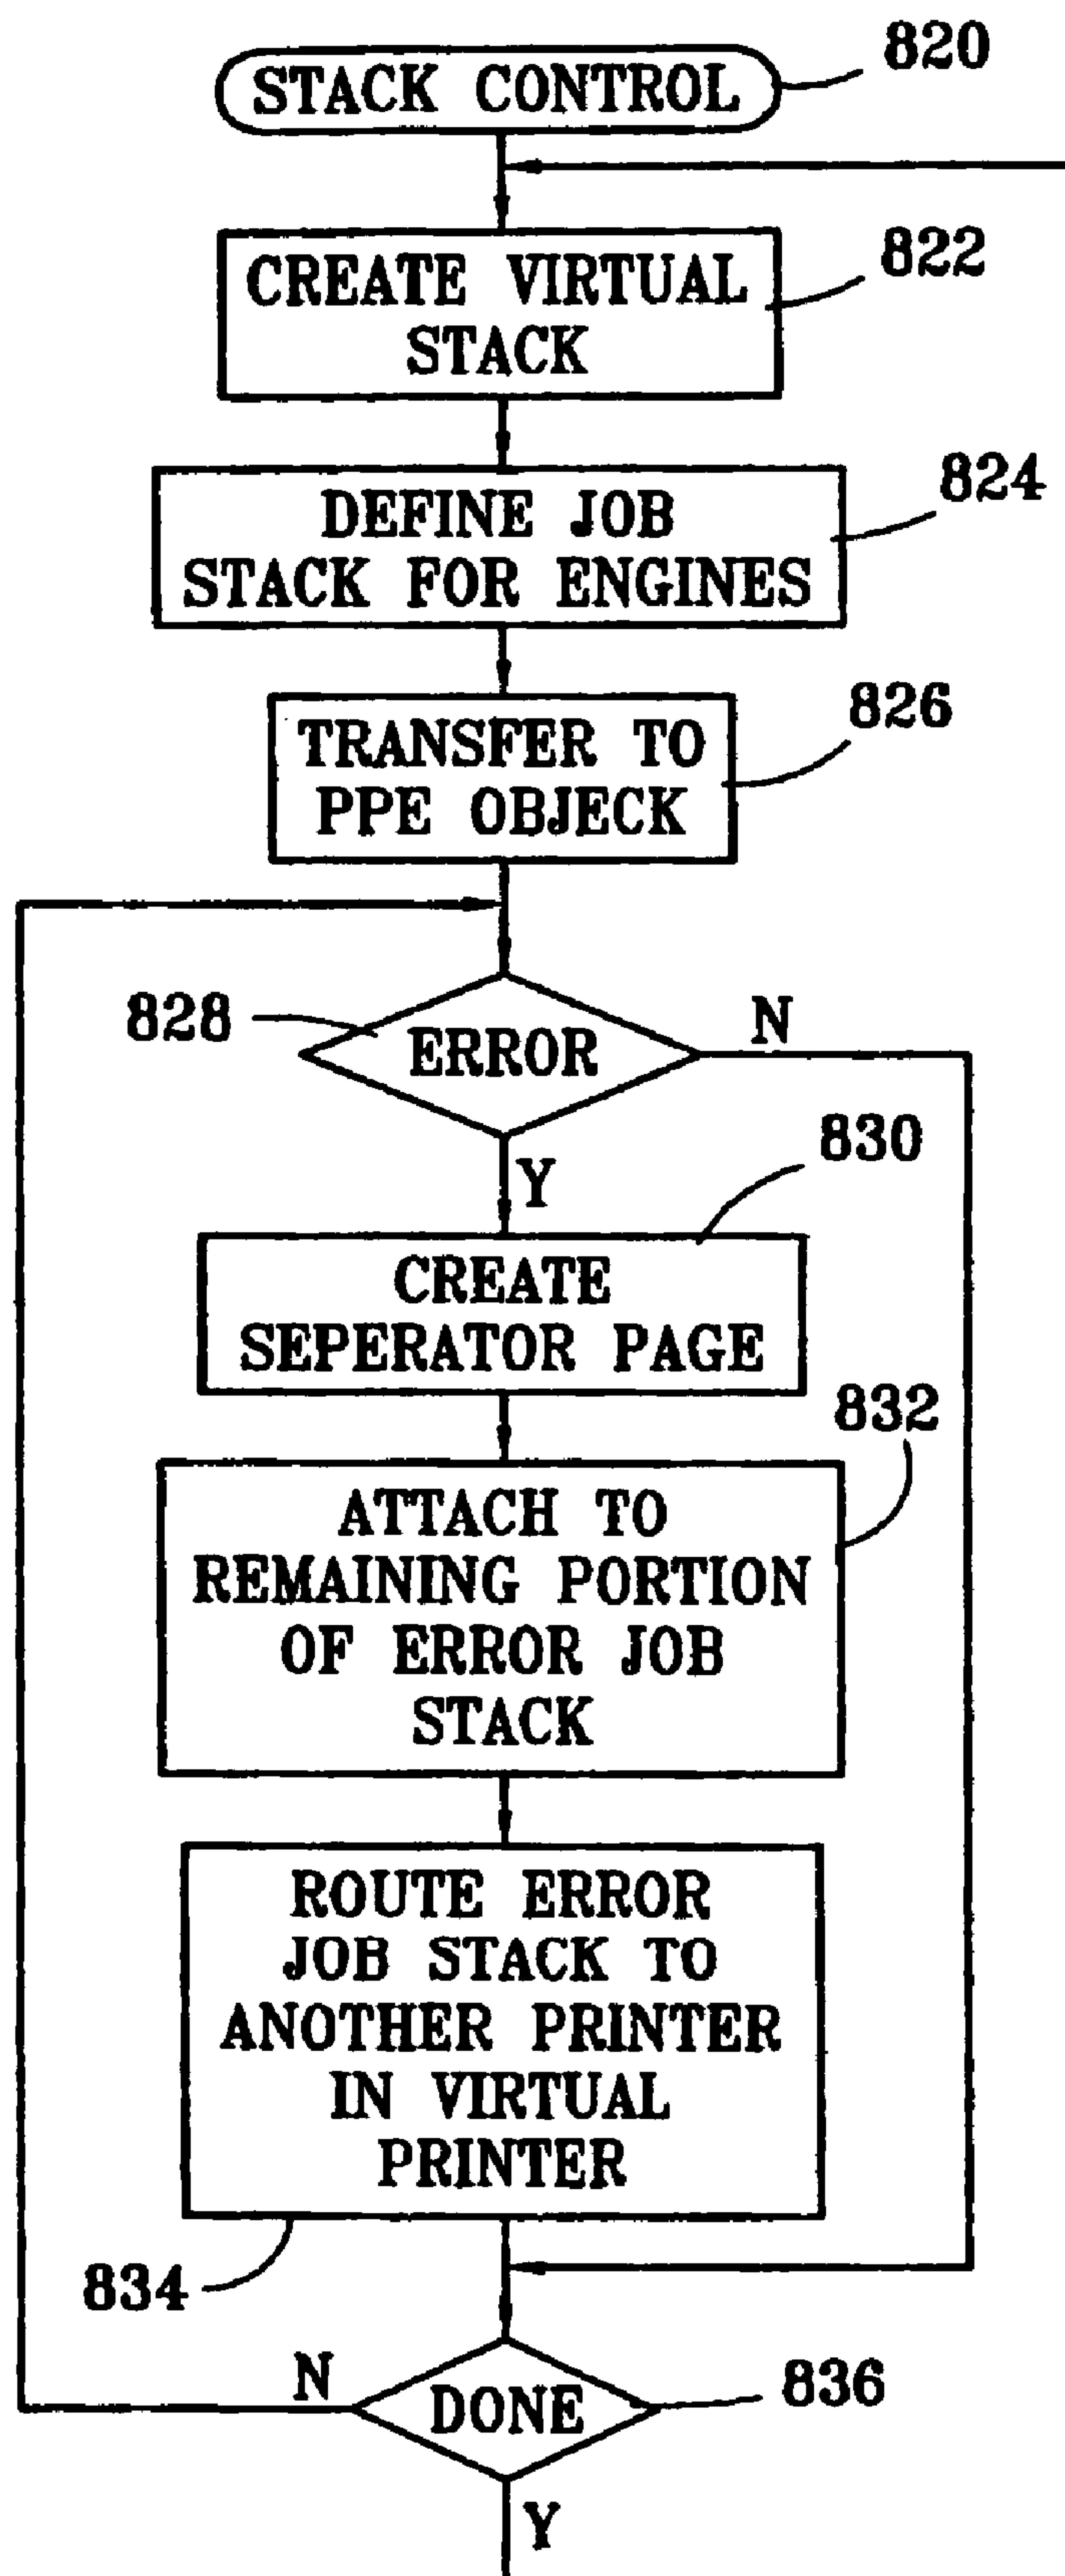 820
STACK CONTROL
822
CREATE VIRTUAL
STACK
824
DEFINE JOB
STACK FOR ENGINES
826
TRANSFER TO
PPE OBJECK
828
ERROR
N
Y
830
CREATE
SEPERATOR PAGE
832
ATTACH TO
REMAINING PORTION
OF ERROR JOB
STACK
ROUTE ERROR
JOB STACK TO
ANOTHER PRINTER
IN VIRTUAL
PRINTER
834
N
DONE
836
Y